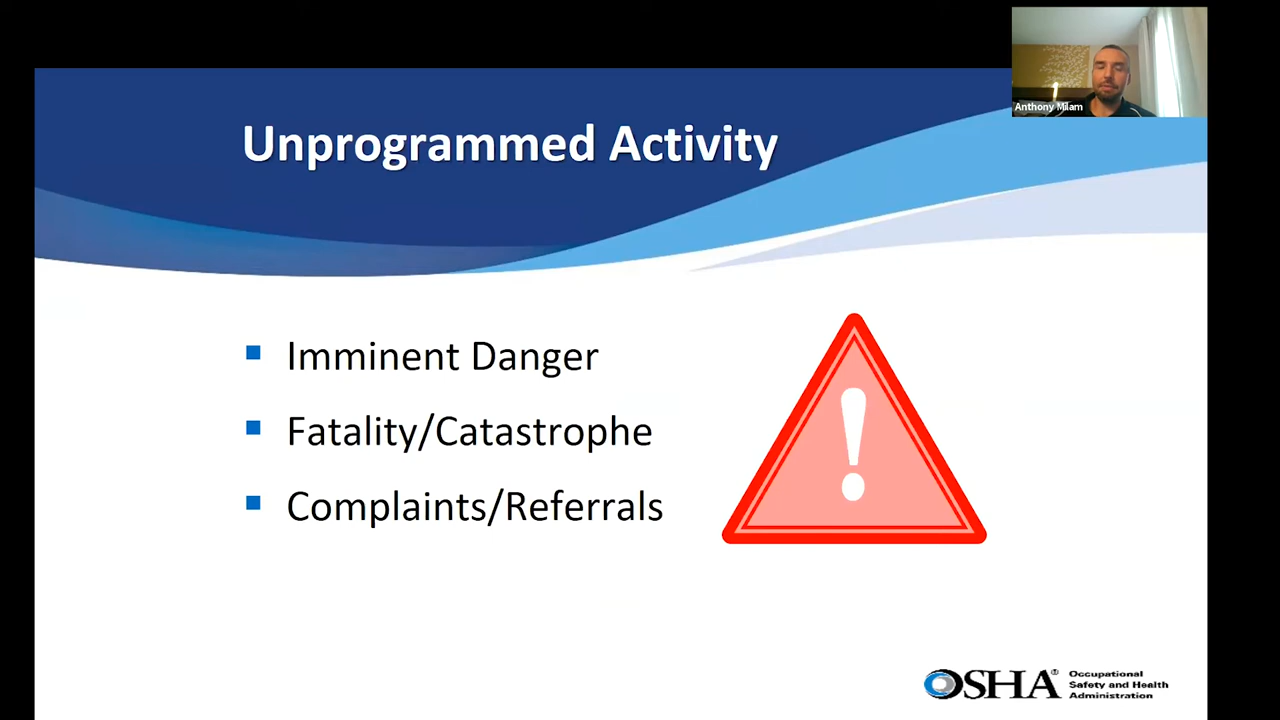 Anthony Milam
Unprogrammed Activity
Imminent Danger
Fatality/Catastrophe
Complaints/Referrals
!
OSHA® Occupational
Safety and Health
Administration